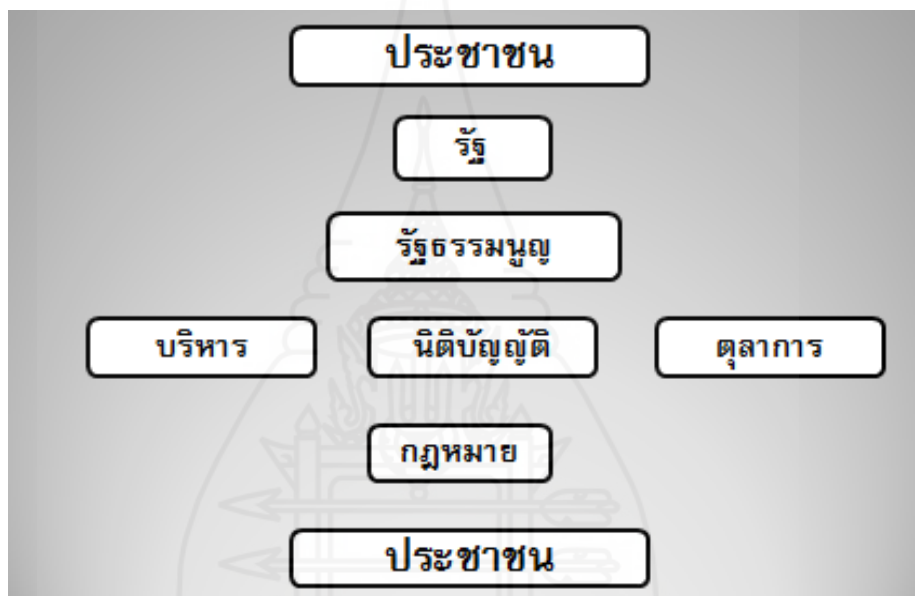 ประชาชน
รัฐ
รัฐธรรมนูญ
บริหาร นิติบัญญัติ ตุลาการ
กฎหมาย
ประชาชน